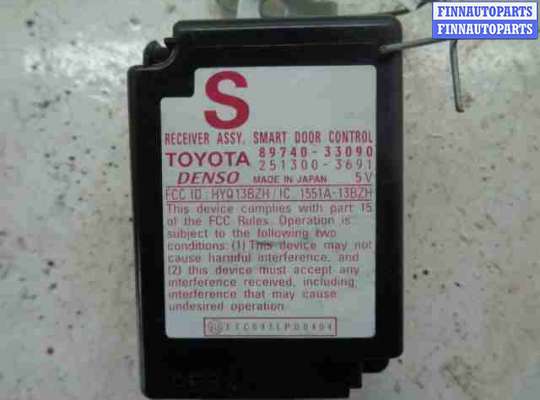 FINNAUTOPARTS
FINNAUTOPARTS
S
RECEIVER ASSY, SMART DOOR CONTROL
TOYOTA 89740-33090
251300-3691
DENSO MADE IN JAPAN 5V
FCC ID : HYQ13BZH / IC 1551A-13BZH
This device complies with part 15
of the FCC Rules. Operation is
subject to the following two
conditions: (1) This device may not
cause harmful interference, and
(2) this device must accept any
interference received, including
interference that may cause
undesired operation.